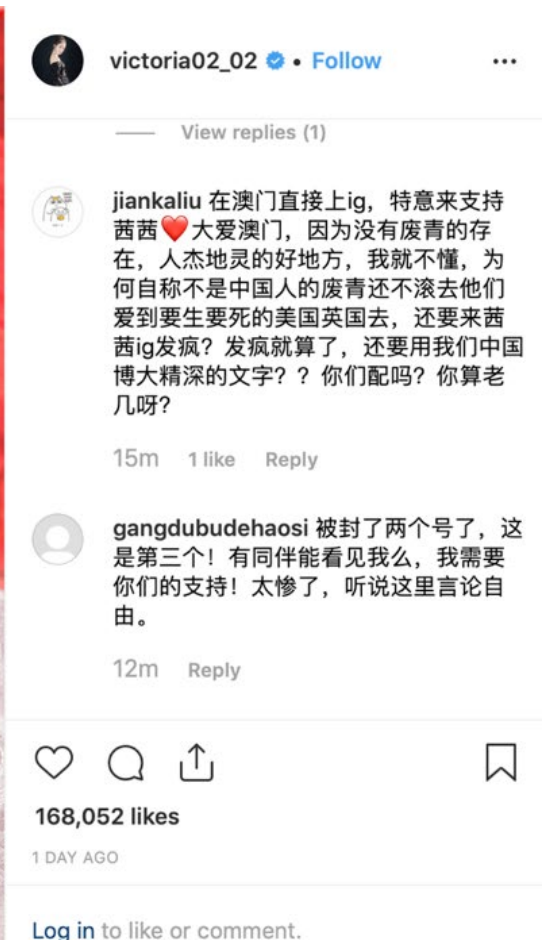 victoria02_02 • Follow
View replies (1)
jiankaliu 在澳门直接上ig，特意来支持
茜茜❤️大爱澳门，因为没有废青的存
在，人杰地灵的好地方，我就不懂，为
何自称不是中国人的废青还不滚去他们
爱到要生要死的美国英国去，还要来茜
茜ig发疯？发疯就算了，还要用我们中国
博大精深的文字？？你们配吗？你算老
几呀？
15m 1 like Reply
gangdubudehaosi 被封了两个号了，这
是第三个！有同伴能看见我么，我需要
你们的支持！太惨了，听说这里言论自
由。
12m Reply
168,052 likes
1 DAY AGO
Log in to like or comment.